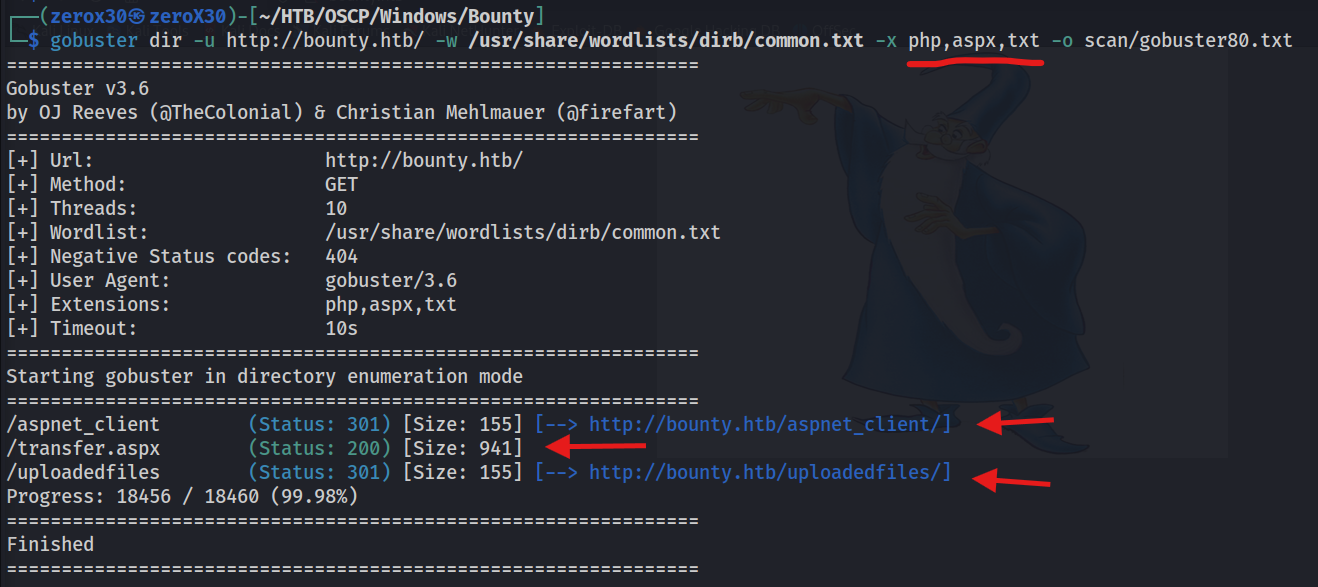 ┌──(zerox30㉿zeroX30)-[~/HTB/OSCP/Windows/Bounty]
└─$ gobuster dir -u http://bounty.htb/ -w /usr/share/wordlists/dirb/common.txt -x php,aspx,txt -o scan/gobuster80.txt
===============================================================
Gobuster v3.6
by OJ Reeves (@TheColonial) & Christian Mehlmauer (@firefart)
===============================================================
[+] Url:                     http://bounty.htb/
[+] Method:                  GET
[+] Threads:                 10
[+] Wordlist:                /usr/share/wordlists/dirb/common.txt
[+] Negative Status codes:   404
[+] User Agent:              gobuster/3.6
[+] Extensions:              php,aspx,txt
[+] Timeout:                 10s
===============================================================
Starting gobuster in directory enumeration mode
===============================================================
/aspnet_client        (Status: 301) [Size: 155] [--> http://bounty.htb/aspnet_client/]
/transfer.aspx        (Status: 200) [Size: 941]
/uploadedfiles        (Status: 301) [Size: 155] [--> http://bounty.htb/uploadedfiles/]
Progress: 18456 / 18460 (99.98%)
===============================================================
Finished
===============================================================